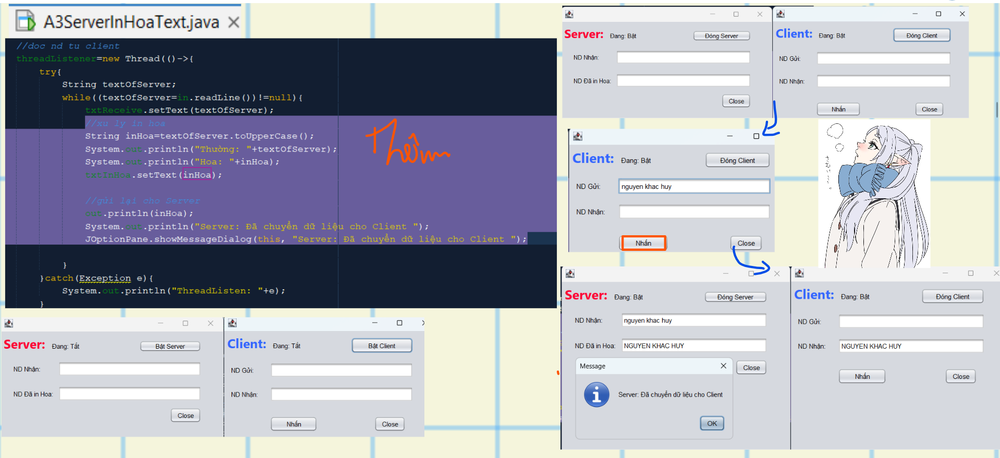 A3ServerInHoaText.java
//doc nd tu client
threadListener=new Thread(()->{
try{
String textOfServer;
while((textOfServer=in.readLine())!=null){
txtReceive.setText(textOfServer);
//xu ly in hoa
String inHoa=textOfServer.toUpperCase();
System.out.println("Thường: "+textOfServer);
System.out.println("Hoa: "+inHoa);
txtInHoa.setText(inHoa);
//gủi lại cho Server
out.println(inHoa);
System.out.println("Server: Đã chuyển dữ liệu cho Client ");
JOptionPane.showMessageDialog(this, "Server: Đã chuyển dữ liệu cho Client ");
}
}catch(Exception e){
System.out.println("ThreadListen: "+e);
}
Thêm
Server: Đang: Tắt Bật Server
ND Nhận:
ND Đã in Hoa:
Close
Client: Đang: Tắt Bật Client
ND Gửi:
ND Nhận:
Nhấn Close
Server: Đang: Bật Đóng Server
ND Nhận:
ND Đã in Hoa:
Close
Client: Đang: Bật Đóng Client
ND Gửi:
ND Nhận:
Nhấn Close
Client: Đang: Bật Đóng Client
ND Gửi: nguyen khac huy
ND Nhận:
Nhấn Close
さむい
Server: Đang: Bật Đóng Server
ND Nhận: nguyen khac huy
ND Đã in Hoa: NGUYEN KHAC HUY
Close
Message
Server: Đã chuyển dữ liệu cho Client
OK
Client: Đang: Bật Đóng Client
ND Gửi:
ND Nhận: NGUYEN KHAC HUY
Nhấn Close